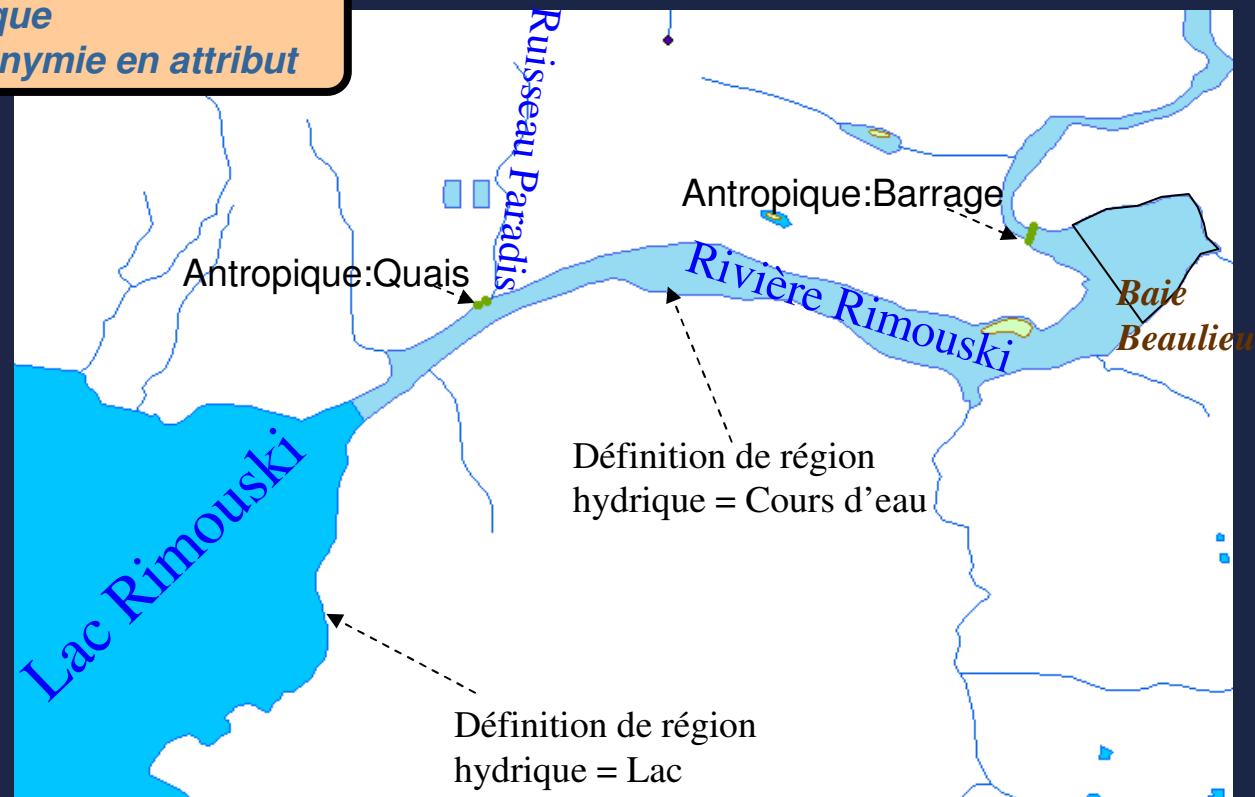 nymie en attribut
Ruisseau Paradis
Antropique:Barrage
Antropique:Quais
Rivière Rimouski
Baie
Beaulieu
Définition de région
hydrique = Cours d’eau
Lac Rimouski
Définition de région
hydrique = Lac